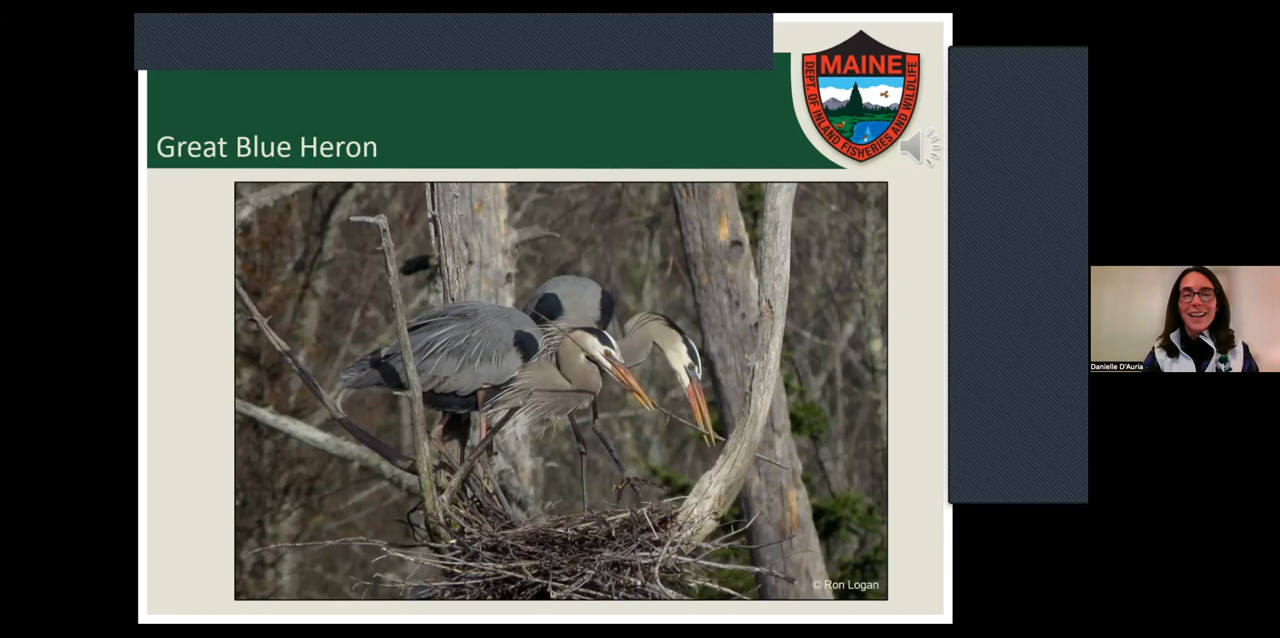 MAINE
DEPT. OF INLAND FISHERIES AND WILDLIFE
Great Blue Heron
© Ron Logan
Danielle D'Auria